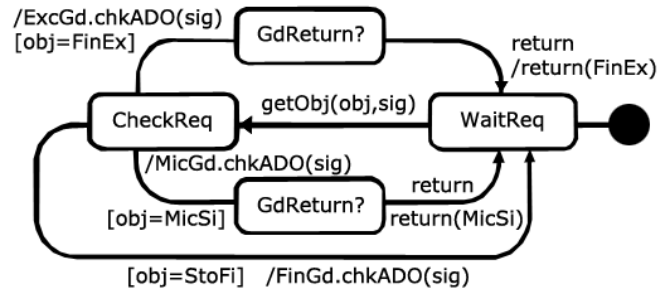 /ExcGd.chkADO(sig)
[obj=FinEx]
GdReturn?
return
/return(FinEx)
getObj(obj,sig)
CheckReq
WaitReq
/MicGd.chkADO(sig)
[obj=MicSi]
GdReturn?
return
return(MicSi)
[obj=StoFi] /FinGd.chkADO(sig)